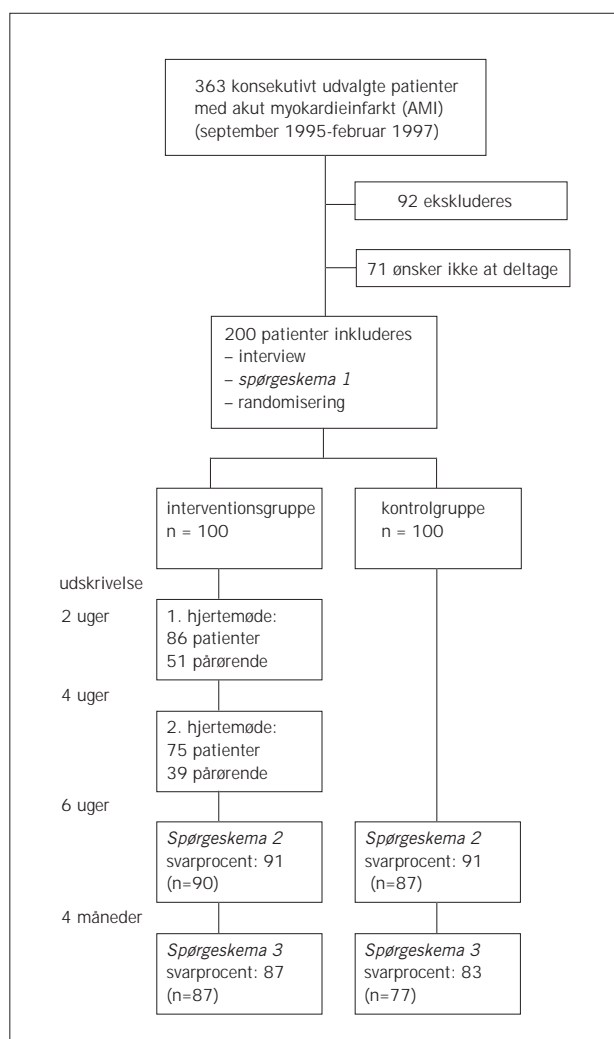 363 konsekutivt udvalgte patienter
med akut myokardieinfarkt (AMI)
(september 1995-februar 1997)
92 ekskluderes
71 ønsker ikke at deltage
200 patienter inkluderes
– interview
– spørgeskema 1
– randomisering
interventionsgruppe
n = 100
kontrolgruppe
n = 100
udskrivelse
2 uger
1. hjertemøde:
86 patienter
51 pårørende
4 uger
2. hjertemøde:
75 patienter
39 pårørende
6 uger
Spørgeskema 2
svarprocent: 91
(n=90)
Spørgeskema 2
svarprocent: 91
(n=87)
4 måneder
Spørgeskema 3
svarprocent: 87
(n=87)
Spørgeskema 3
svarprocent: 83
(n=77)